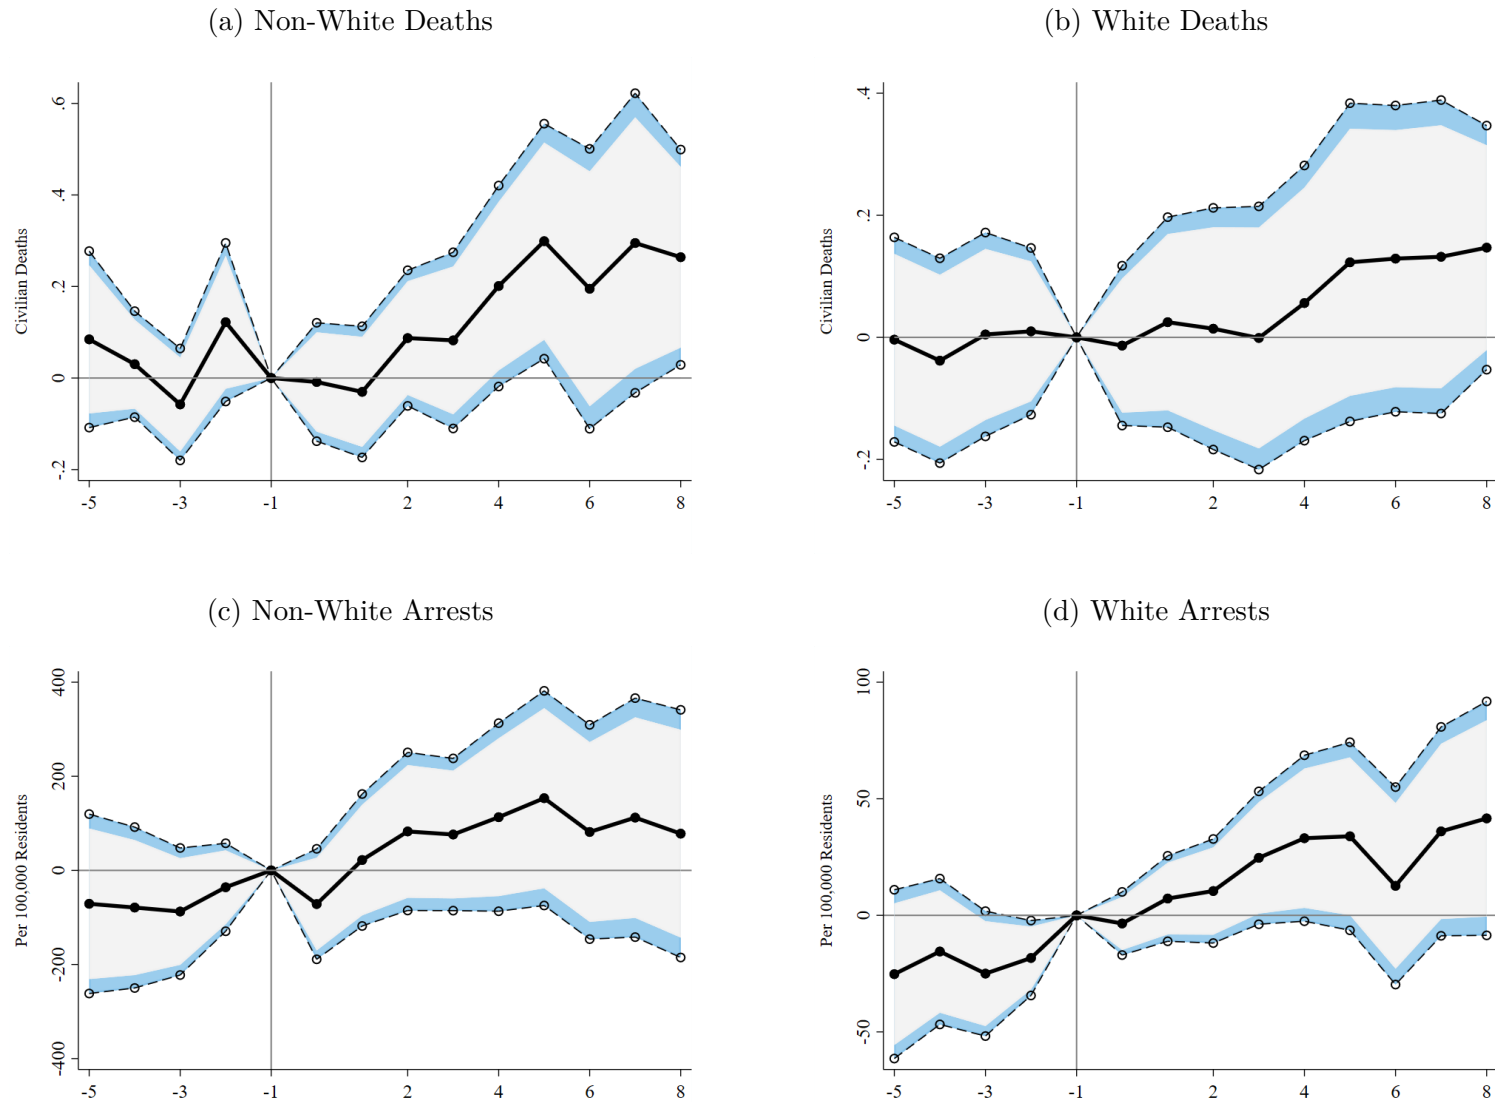 (a) Non-White Deaths
(b) White Deaths
Civilian Deaths
.6
.4
.2
0
-.2
-5 -3 -1 2 4 6 8
Civilian Deaths
.4
.2
0
-.2
-5 -3 -1 2 4 6 8
(c) Non-White Arrests
(d) White Arrests
Per 100,000 Residents
400
200
0
-200
-400
-5 -3 -1 2 4 6 8
Per 100,000 Residents
100
50
0
-50
-5 -3 -1 2 4 6 8